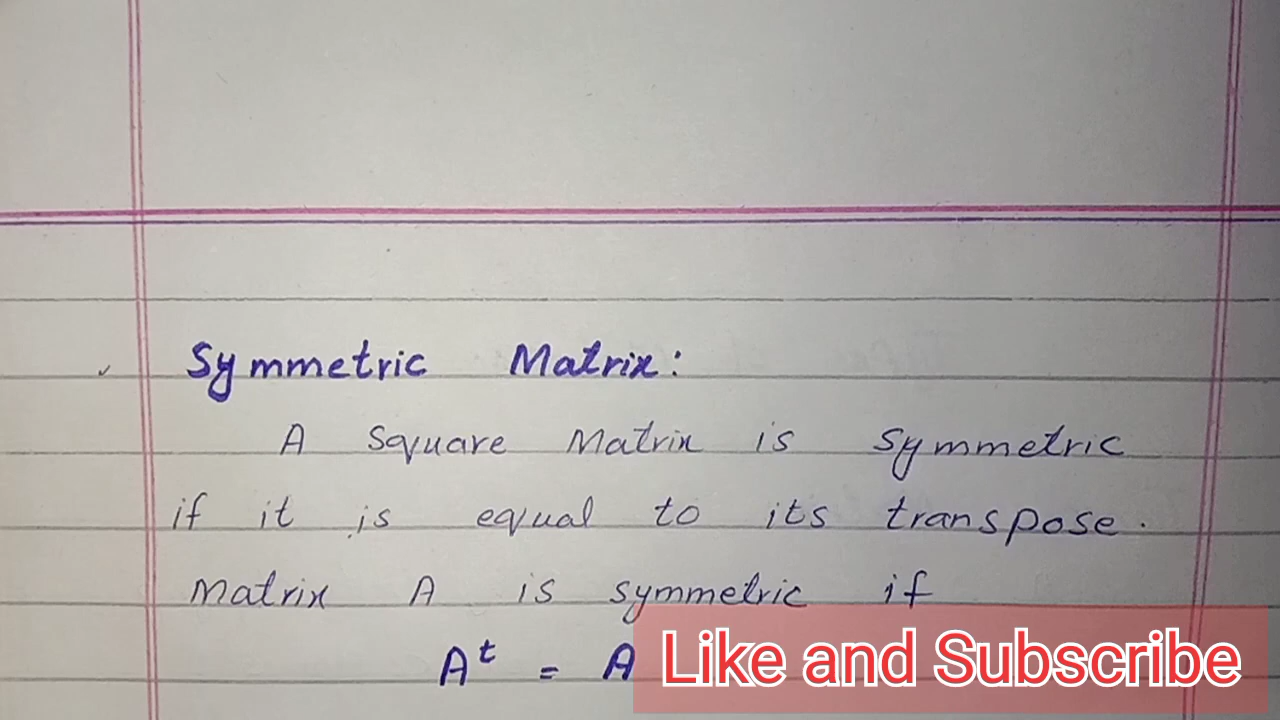 Symmetric Matrix:
A square Matrix is symmetric
if it is equal to its transpose.
Matrix A is symmetric if
Aᵗ = A
Like and Subscribe